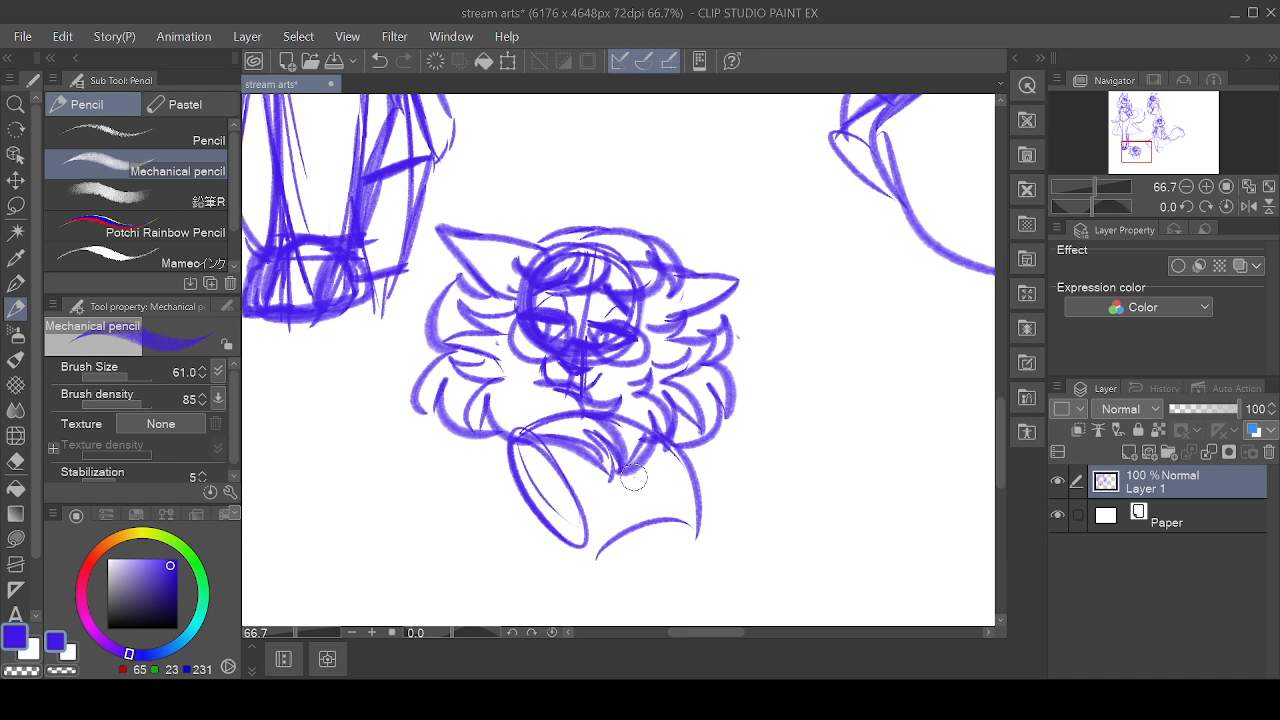 stream arts* (6176 x 4648px 72dpi 66.7%) - CLIP STUDIO PAINT EX
File Edit Story(P) Animation Layer Select View Filter Window Help
Sub Tool: Pencil
stream arts*
Navigator
Pencil Pastel
Pencil
Mechanical pencil
Potchi Rainbow Pencil
66.7
0.0
Layer Property
Effect
Expression color
Color
Tool property: Mechanical p
Mechanical pencil
Brush Size 61.0
Brush density 85
Texture None
Texture density
Stabilization 5
Layer History Auto Action
Normal 100
100 %Normal
Layer 1
Paper
A
66.7 0.0
65 23 231